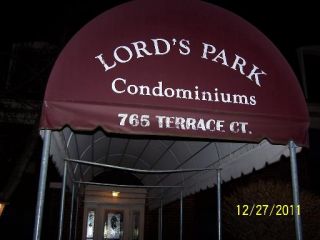 LORD'S PARK
Condominiums
765 TERRACE CT.
12/27/2011